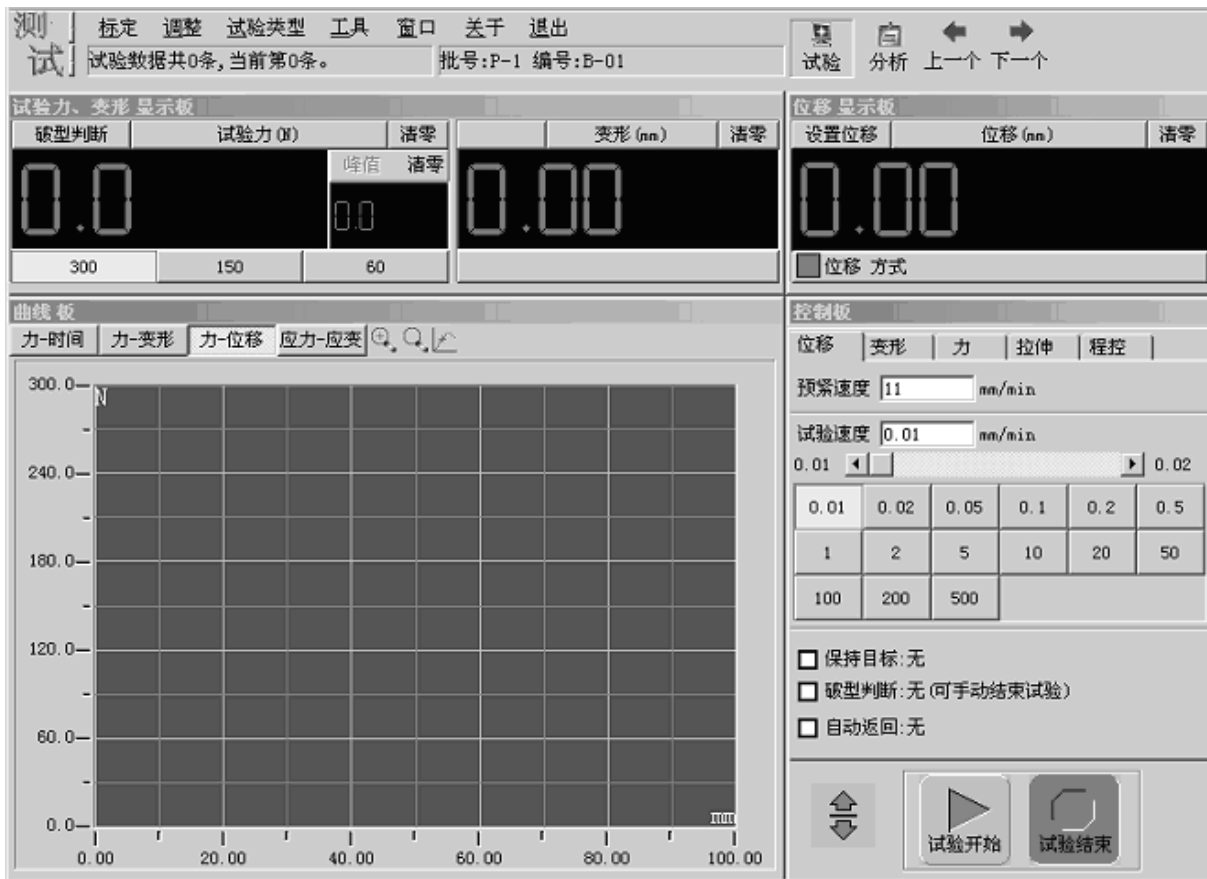 测试
标定 调整 试验类型 工具 窗口 关于 退出
试验数据共0条,当前第0条。 批号:P-1 编号:B-01
试验 分析 上一个 下一个
试验力、变形 显示板
破型判断 试验力(N) 清零
峰值 清零
0.0
0.0
300 150 60
变形(mm) 清零
0.00
位移 显示板
设置位移 位移(mm) 清零
0.00
位移 方式
曲线 板
力-时间 力-变形 力-位移 应力-应变
N
300.0
240.0
180.0
120.0
60.0
0.0
mm
0.00 20.00 40.00 60.00 80.00 100.00
控制板
位移 变形 力 拉伸 程控
预紧速度 11 mm/min
试验速度 0.01 mm/min
0.01 0.02
0.01 0.02 0.05 0.1 0.2 0.5
1 2 5 10 20 50
100 200 500
保持目标:无
破型判断:无(可手动结束试验)
自动返回:无
试验开始 试验结束